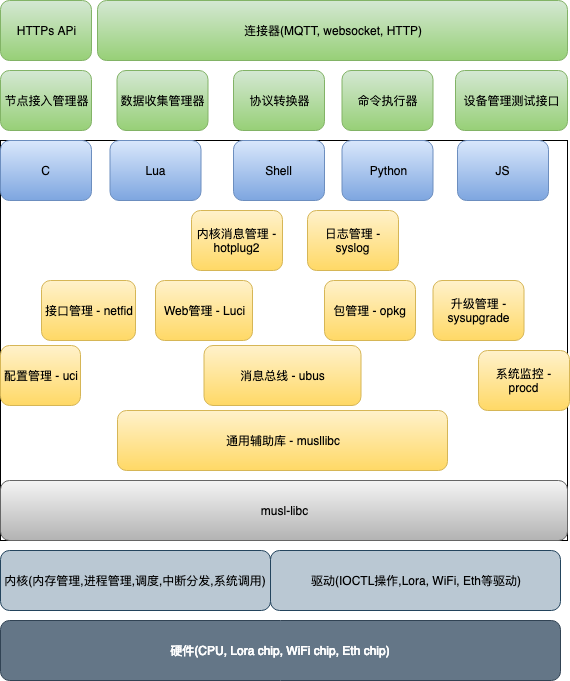 HTTPs APi
连接器(MQTT, websocket, HTTP)
节点接入管理器
数据收集管理器
协议转换器
命令执行器
设备管理测试接口
C
Lua
Shell
Python
JS
内核消息管理 -
hotplug2
日志管理 -
syslog
接口管理 - netfid
Web管理 - Luci
包管理 - opkg
升级管理 -
sysupgrade
配置管理 - uci
消息总线 - ubus
系统监控 -
procd
通用辅助库 - musllibc
musl-libc
内核(内存管理,进程管理,调度,中断分发,系统调用)
驱动(IOCTL操作,Lora, WiFi, Eth等驱动)
硬件(CPU, Lora chip, WiFi chip, Eth chip)